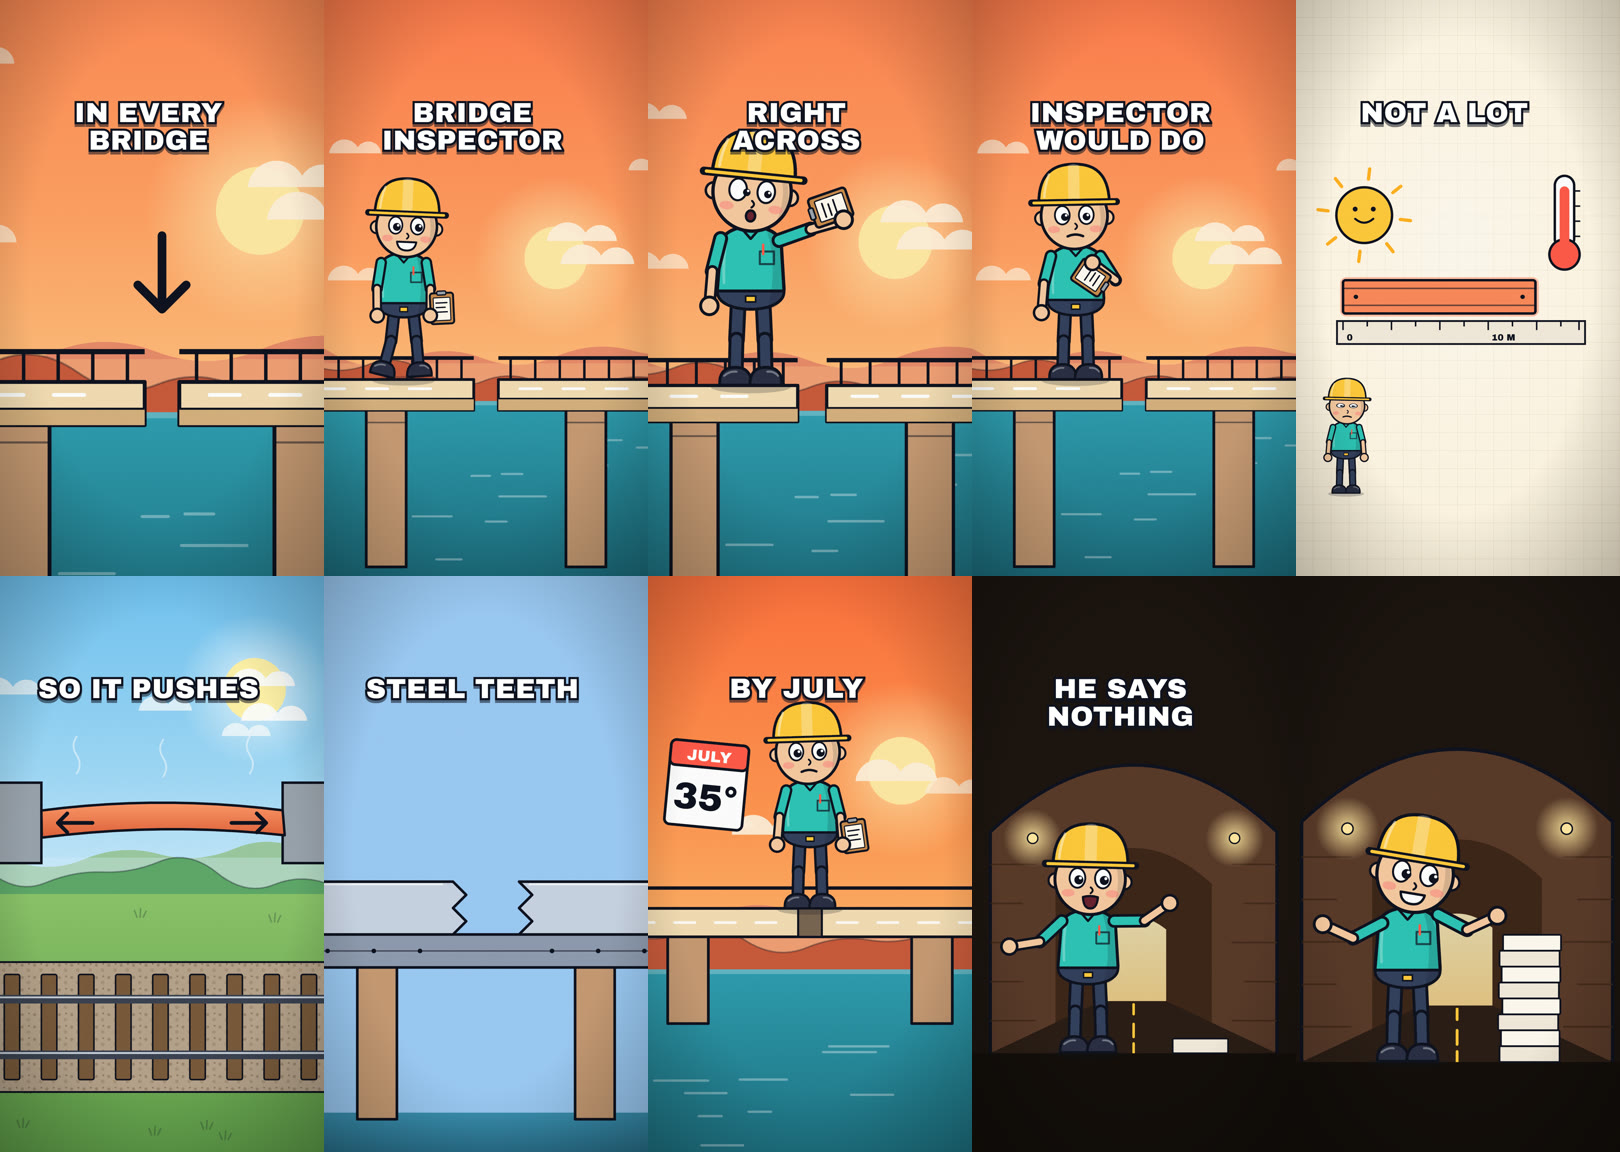 IN EVERY
BRIDGE
BRIDGE
INSPECTOR
RIGHT
ACROSS
INSPECTOR
WOULD DO
NOT A LOT
0
10 M
SO IT PUSHES
STEEL TEETH
BY JULY
JULY
35°
HE SAYS
NOTHING